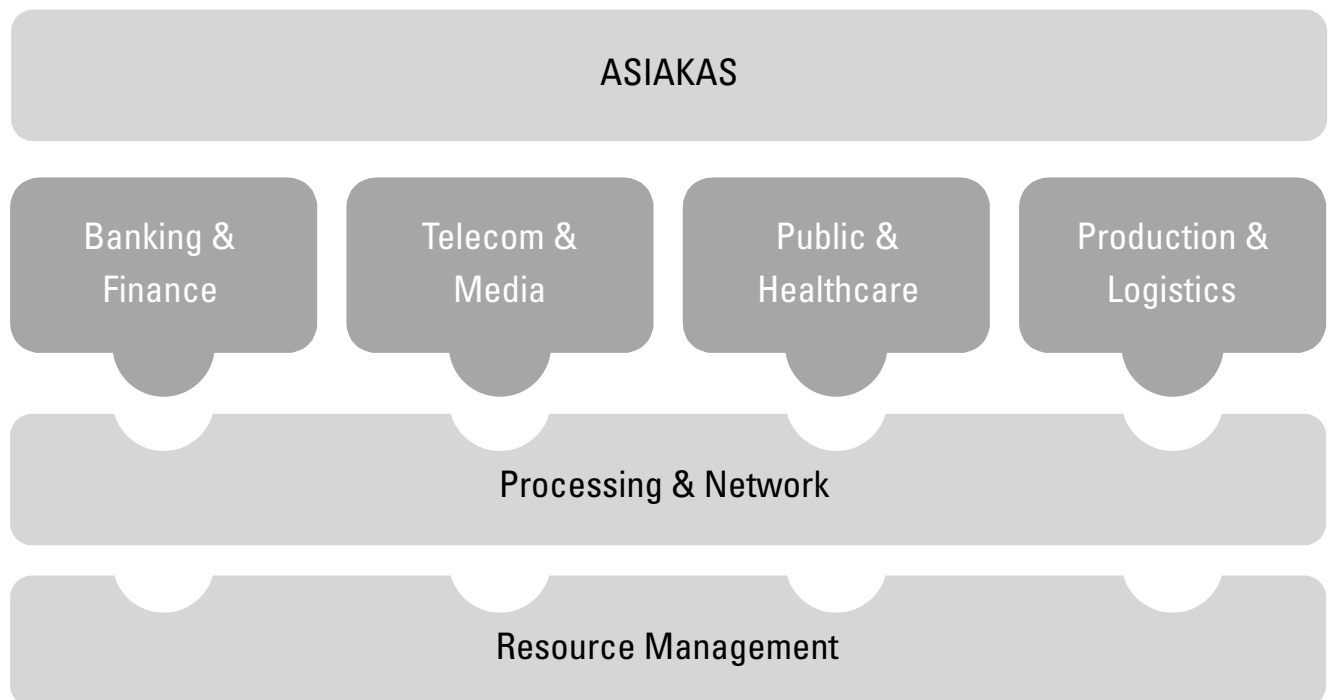 ASIAKAS
Banking &
Finance
Telecom &
Media
Public &
Healthcare
Production &
Logistics
Processing & Network
Resource Management